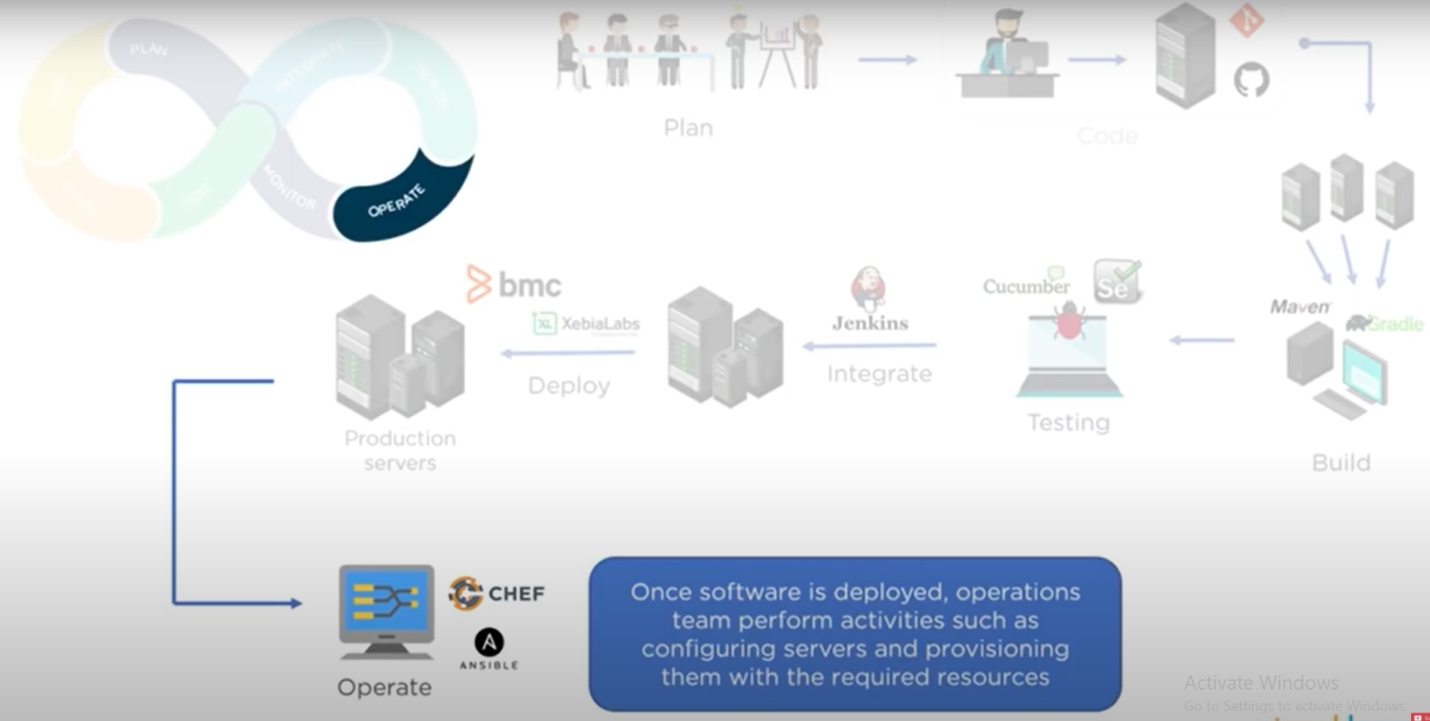 PLAN
INTEGRATE
TEST
MONITOR
OPERATE
Plan
Code
Maven
Gradle
Build
Cucumber
Se
Testing
Jenkins
Integrate
bmc
XL XebiaLabs
Deploy
Production
servers
CHEF
ANSIBLE
Operate
Once software is deployed, operations
team perform activities such as
configuring servers and provisioning
them with the required resources
Activate Windows
Go to Settings to activate Windows.